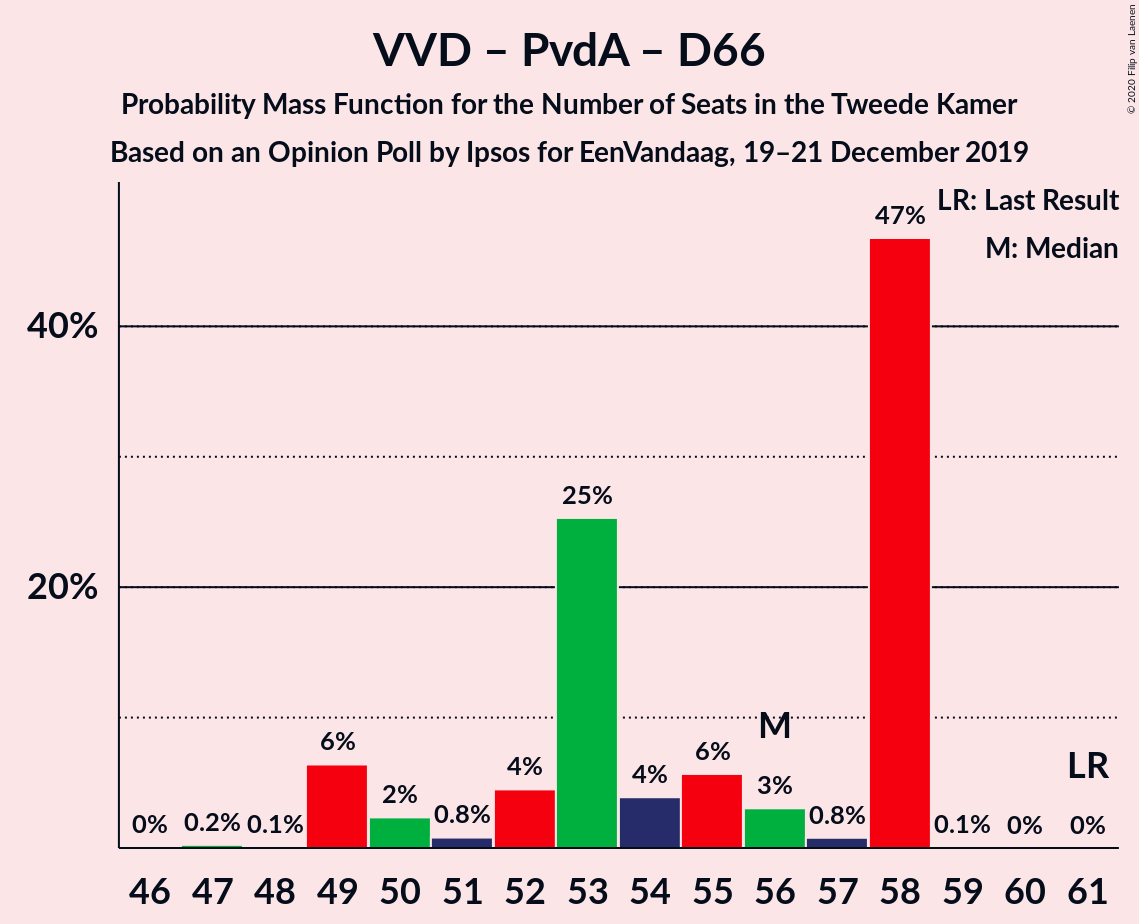 VVD – PvdA – D66
Probability Mass Function for the Number of Seats in the Tweede Kamer
Based on an Opinion Poll by Ipsos for EenVandaag, 19–21 December 2019
© 2020 Filip van Laenen
LR: Last Result
M: Median
40%
20%
0%
0.2%
0.1%
6%
2%
0.8%
4%
25%
4%
6%
3%
0.8%
47%
0.1%
0%
0%
M
LR
46 47 48 49 50 51 52 53 54 55 56 57 58 59 60 61